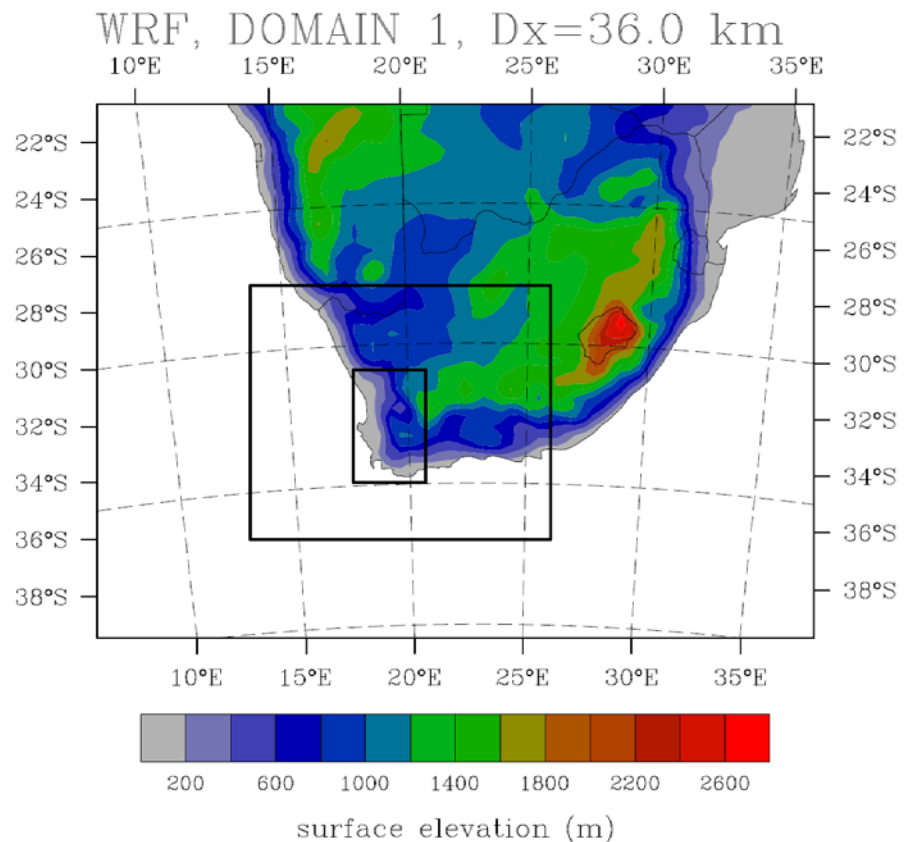 WRF, DOMAIN 1, Dx=36.0 km
10°E 15°E 20°E 25°E 30°E 35°E
22°S 22°S
24°S 24°S
26°S 26°S
28°S 28°S
30°S 30°S
32°S 32°S
34°S 34°S
36°S 36°S
38°S 38°S
10°E 15°E 20°E 25°E 30°E 35°E
200 600 1000 1400 1800 2200 2600
surface elevation (m)